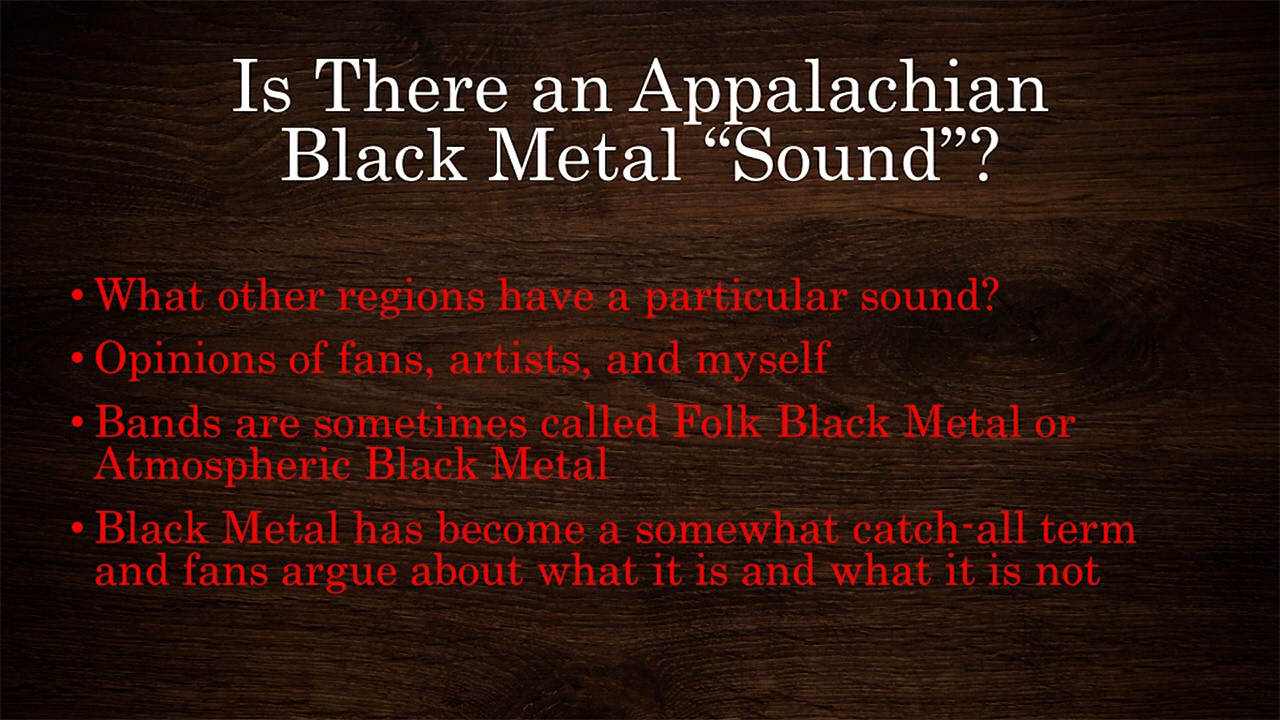 Is There an Appalachian
Black Metal “Sound”?
• What other regions have a particular sound?
• Opinions of fans, artists, and myself
• Bands are sometimes called Folk Black Metal or
Atmospheric Black Metal
• Black Metal has become a somewhat catch-all term
and fans argue about what it is and what it is not